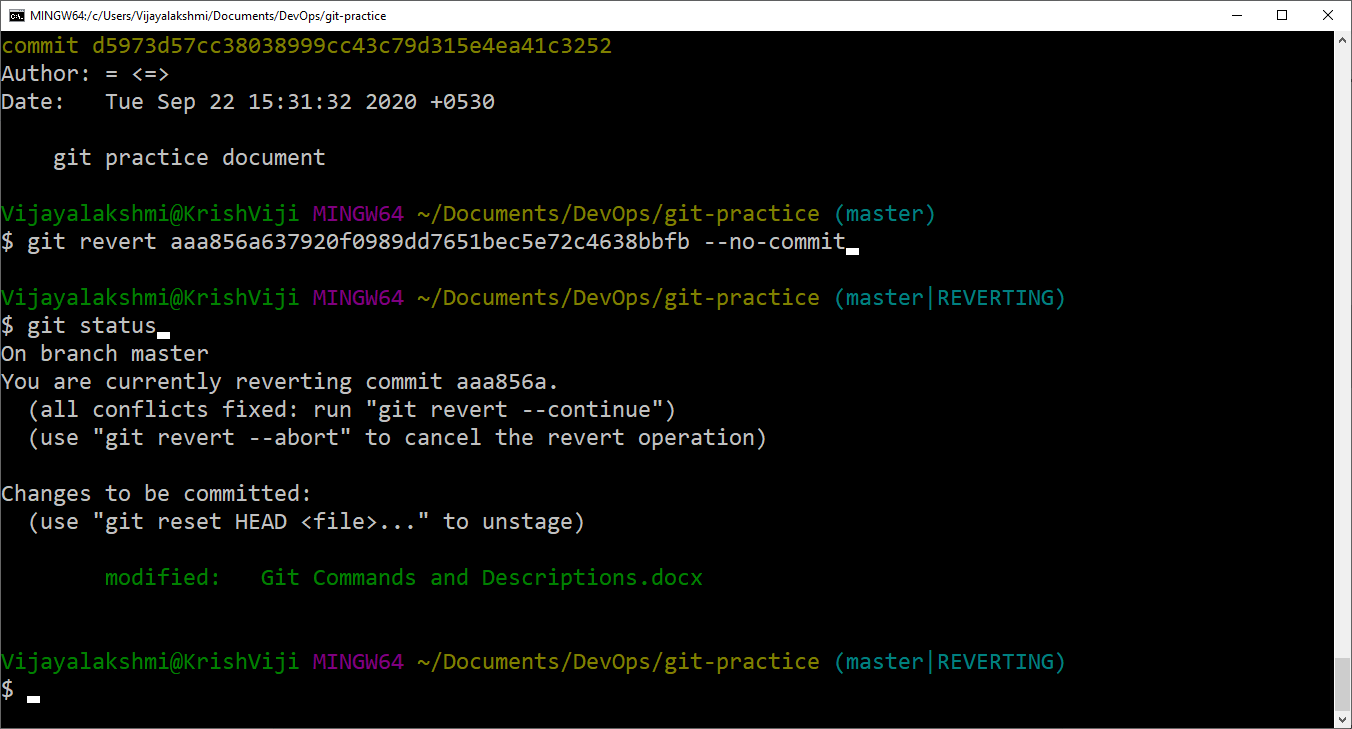 MINGW64:/c/Users/Vijayalakshmi/Documents/DevOps/git-practice
commit d5973d57cc38038999cc43c79d315e4ea41c3252
Author: = <=>
Date:   Tue Sep 22 15:31:32 2020 +0530
    git practice document
Vijayalakshmi@KrishViji MINGW64 ~/Documents/DevOps/git-practice (master)
$ git revert aaa856a637920f0989dd7651bec5e72c4638bbfb --no-commit
Vijayalakshmi@KrishViji MINGW64 ~/Documents/DevOps/git-practice (master|REVERTING)
$ git status
On branch master
You are currently reverting commit aaa856a.
  (all conflicts fixed: run "git revert --continue")
  (use "git revert --abort" to cancel the revert operation)
Changes to be committed:
  (use "git reset HEAD <file>..." to unstage)
        modified:   Git Commands and Descriptions.docx
Vijayalakshmi@KrishViji MINGW64 ~/Documents/DevOps/git-practice (master|REVERTING)
$